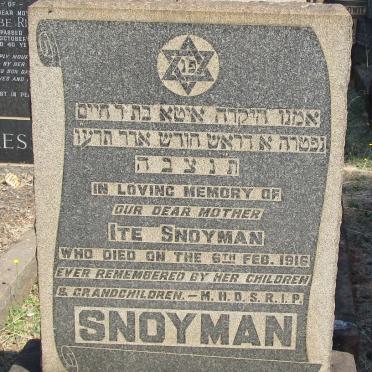 פנ
אמנו היקרה איטא בת ר חיים
נפטרה א דראש חודש אדר תרעו
ת נ צ ב ה
IN LOVING MEMORY OF
OUR DEAR MOTHER
ITE SNOYMAN
WHO DIED ON THE 6TH FEB. 1916
EVER REMEMBERED BY HER CHILDREN
& GRANDCHILDREN.—M.H.D.S.R.I.P.
SNOYMAN